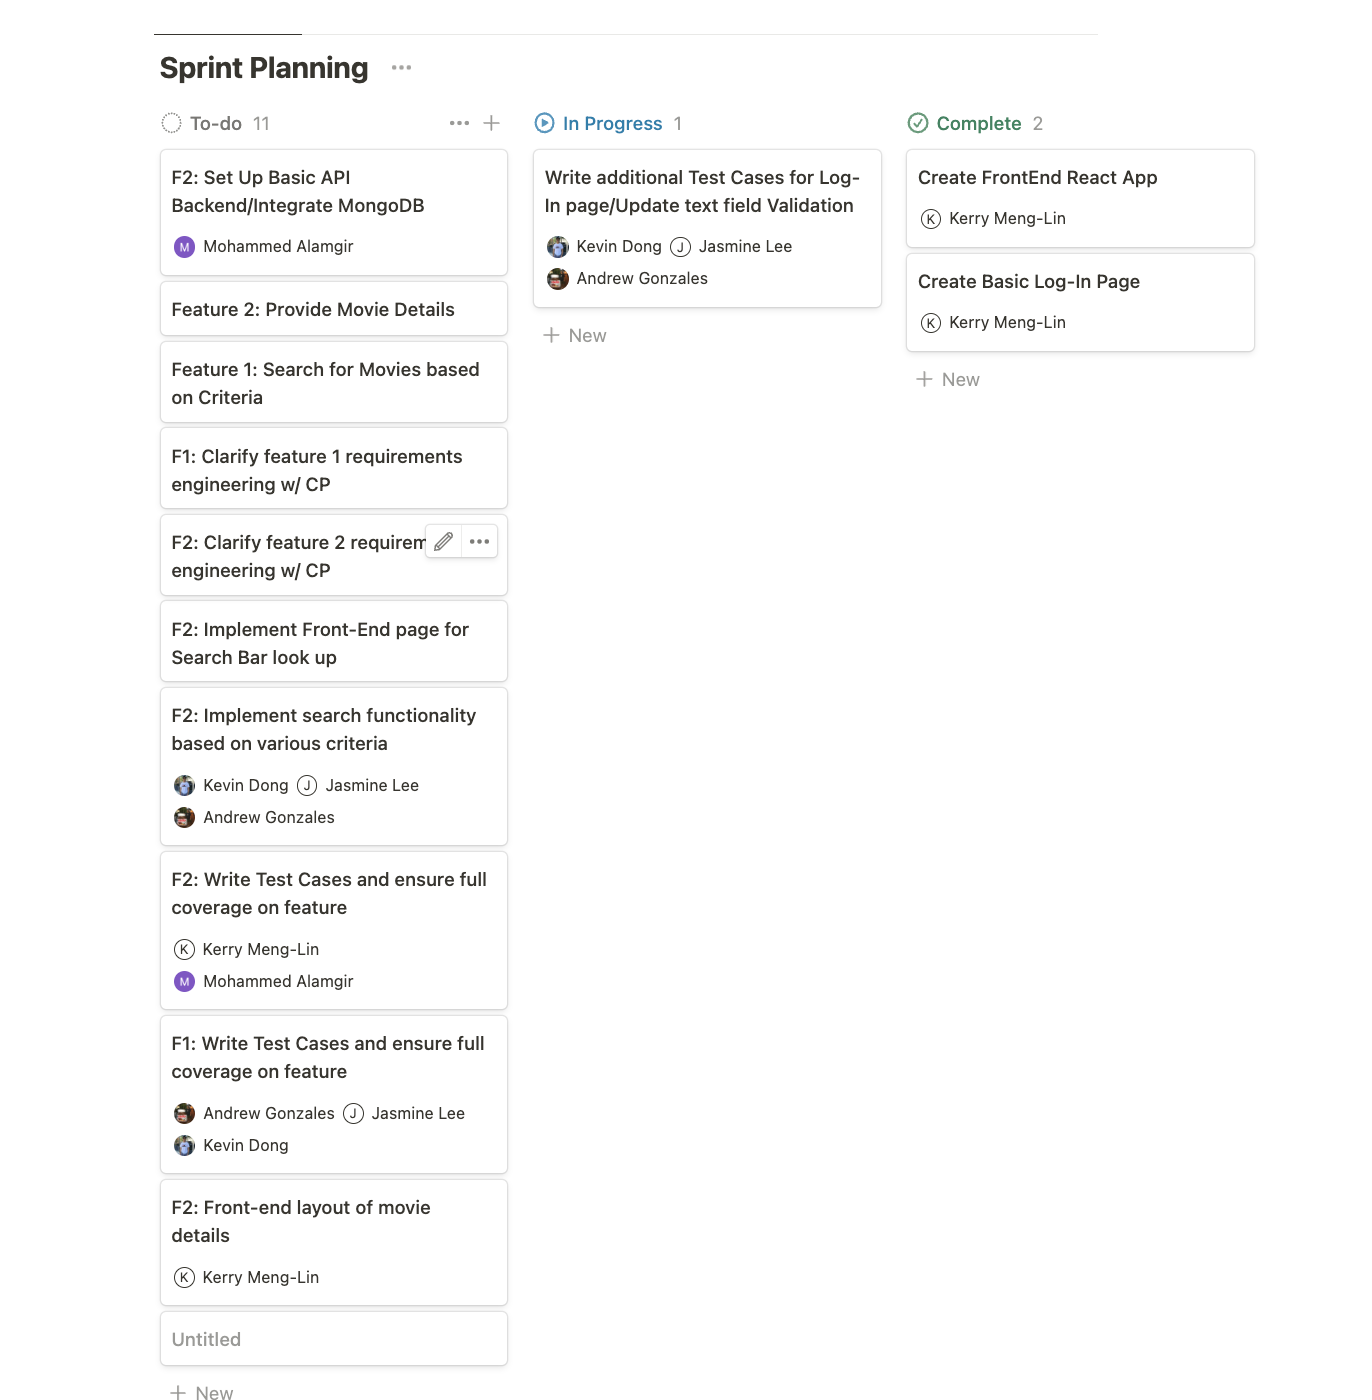 Sprint Planning
To-do 11
F2: Set Up Basic API
Backend/Integrate MongoDB
M Mohammed Alamgir
Feature 2: Provide Movie Details
Feature 1: Search for Movies based
on Criteria
F1: Clarify feature 1 requirements
engineering w/ CP
F2: Clarify feature 2 requirem
engineering w/ CP
F2: Implement Front-End page for
Search Bar look up
F2: Implement search functionality
based on various criteria
Kevin Dong J Jasmine Lee
Andrew Gonzales
F2: Write Test Cases and ensure full
coverage on feature
K Kerry Meng-Lin
M Mohammed Alamgir
F1: Write Test Cases and ensure full
coverage on feature
Andrew Gonzales J Jasmine Lee
Kevin Dong
F2: Front-end layout of movie
details
K Kerry Meng-Lin
Untitled
+ New
In Progress 1
Write additional Test Cases for Log-
In page/Update text field Validation
Kevin Dong J Jasmine Lee
Andrew Gonzales
+ New
Complete 2
Create FrontEnd React App
K Kerry Meng-Lin
Create Basic Log-In Page
K Kerry Meng-Lin
+ New